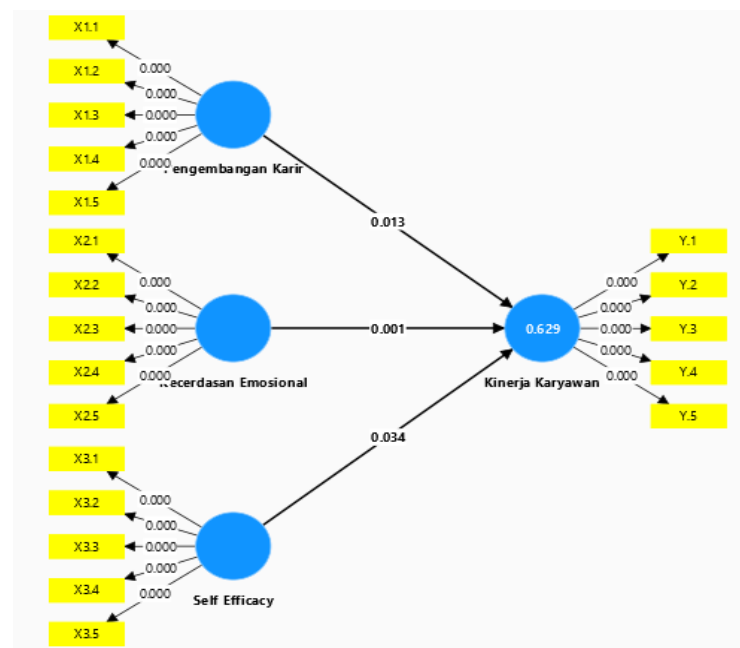 X1.1
0.000
X1.2
0.000
X1.3
0.000
X1.4
0.000
X1.5
0.000
engembangan Karir
0.013
X2.1
0.000
X2.2
0.000
X2.3
0.000
X2.4
0.000
X2.5
0.000
ecerdasan Emosional
0.001
X3.1
0.000
X3.2
0.000
X3.3
0.000
X3.4
0.000
X3.5
0.000
Self Efficacy
0.034
0.629
Kinerja Karyawan
Y.1
0.000
Y.2
0.000
Y.3
0.000
Y.4
0.000
Y.5
0.000